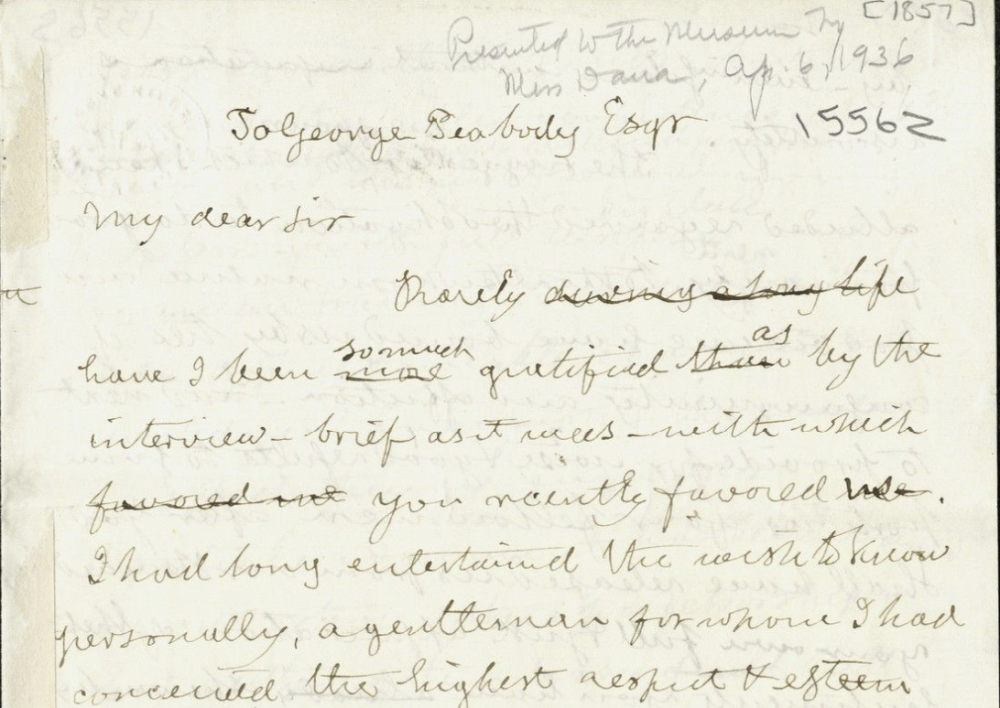 [1857]
Presented to the Museum by
Miss Dana, Ap. 6, 1936
15562
To George Peabody Esqr
My dear Sir
Rarely during a long life
so much as
have I been more gratified than by the
interview - brief as it was - with which
favored me you recently favored me.
I had long entertained the wish to know
personally, a gentleman for whom I had
conceived the highest respect & esteem